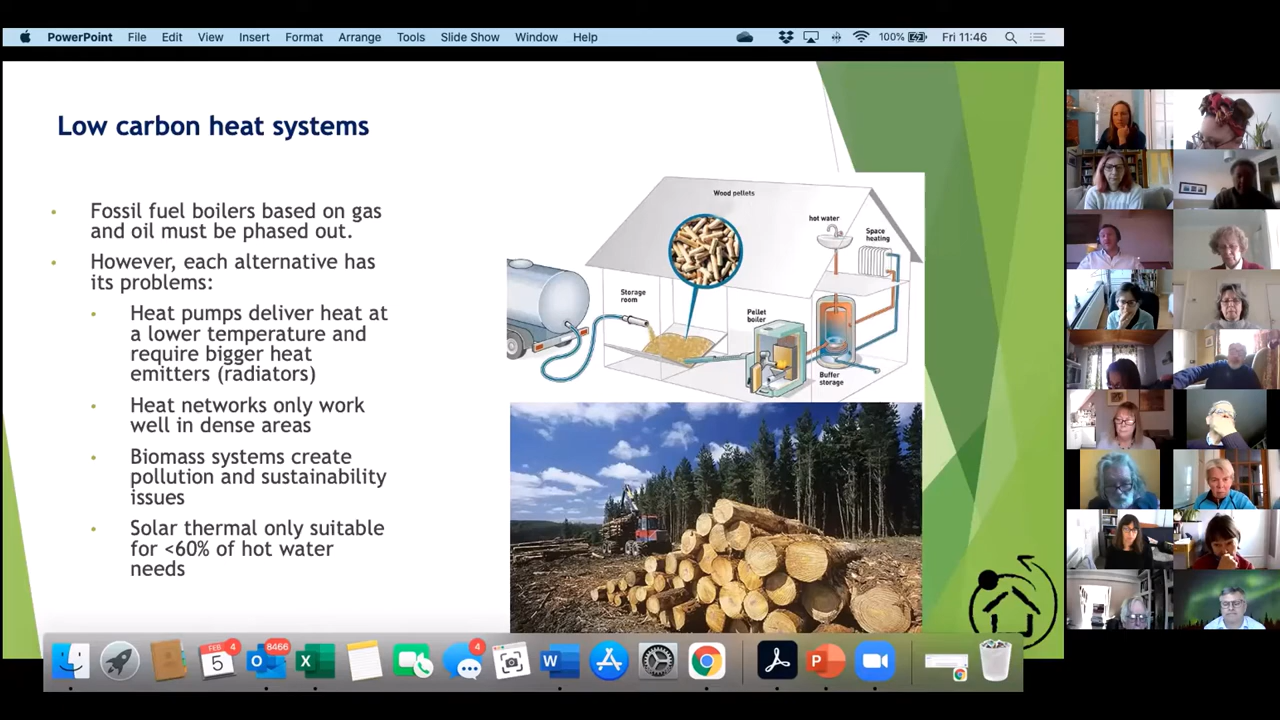 PowerPoint File Edit View Insert Format Arrange Tools Slide Show Window Help 100% Fri 11:46
Low carbon heat systems
• Fossil fuel boilers based on gas
and oil must be phased out.
• However, each alternative has
its problems:
• Heat pumps deliver heat at
a lower temperature and
require bigger heat
emitters (radiators)
• Heat networks only work
well in dense areas
• Biomass systems create
pollution and sustainability
issues
• Solar thermal only suitable
for <60% of hot water
needs
Wood pellets
hot water
Space
heating
Storage
room
Pellet
boiler
Buffer
storage
FEB 4
5
8466
4